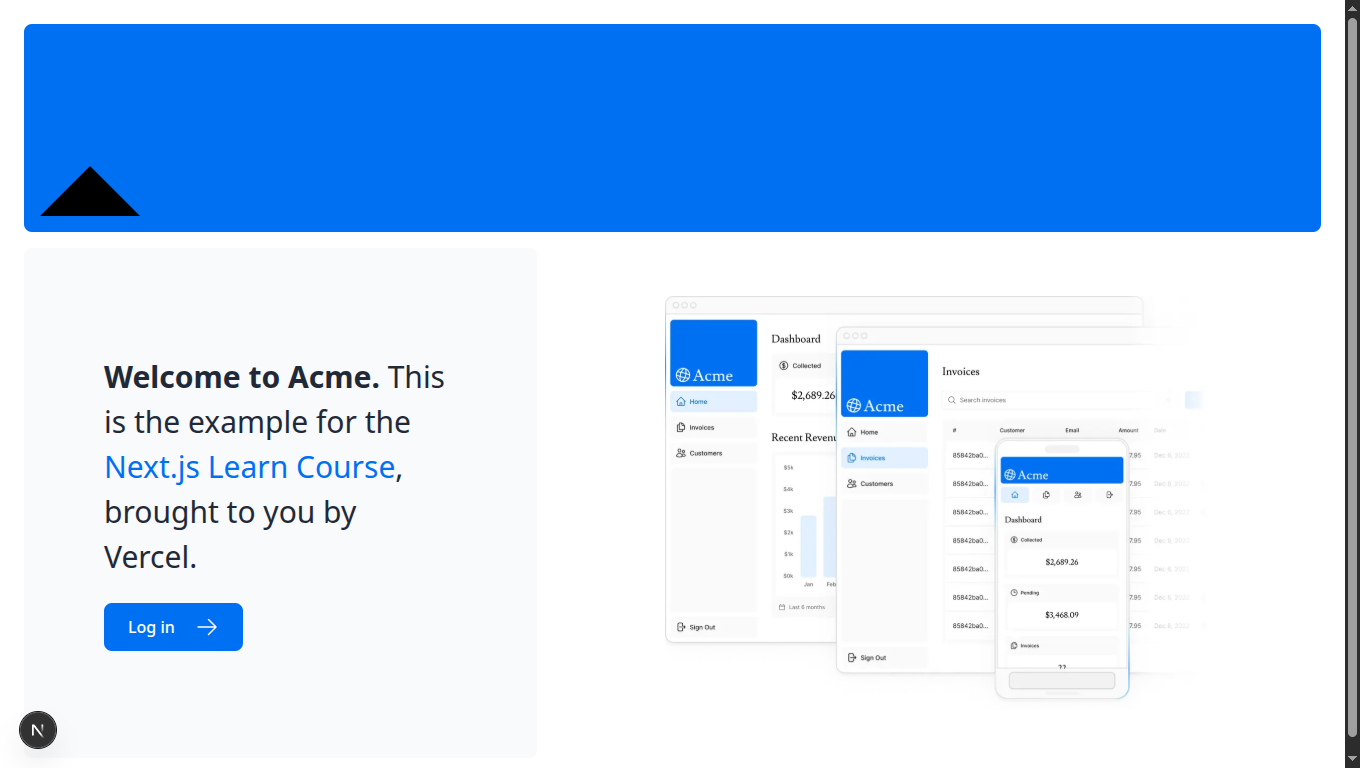 Welcome to Acme. This
is the example for the
Next.js Learn Course,
brought to you by
Vercel.
Log in
N
Acme
Home
Invoices
Customers
Sign Out
Dashboard
Collected
$2,689.26
Recent Revenu
$5k
$4k
$3k
$2k
$1k
$0k
Jan
Feb
Last 6 months
Acme
Home
Invoices
Customers
Sign Out
Invoices
Search invoices
# Customer Email Amount Date
85842ba0... 7.95 Dec 6, 2022
85842ba0... 7.95 Dec 6, 2022
85842ba0... 7.95 Dec 6, 2022
85842ba0... 7.95 Dec 6, 2022
85842ba0... 7.95 Dec 6, 2022
85842ba0... 7.95 Dec 6, 2022
85842ba0... 7.95 Dec 6, 2022
Acme
Dashboard
Collected
$2,689.26
Pending
$3,468.09
Invoices
22